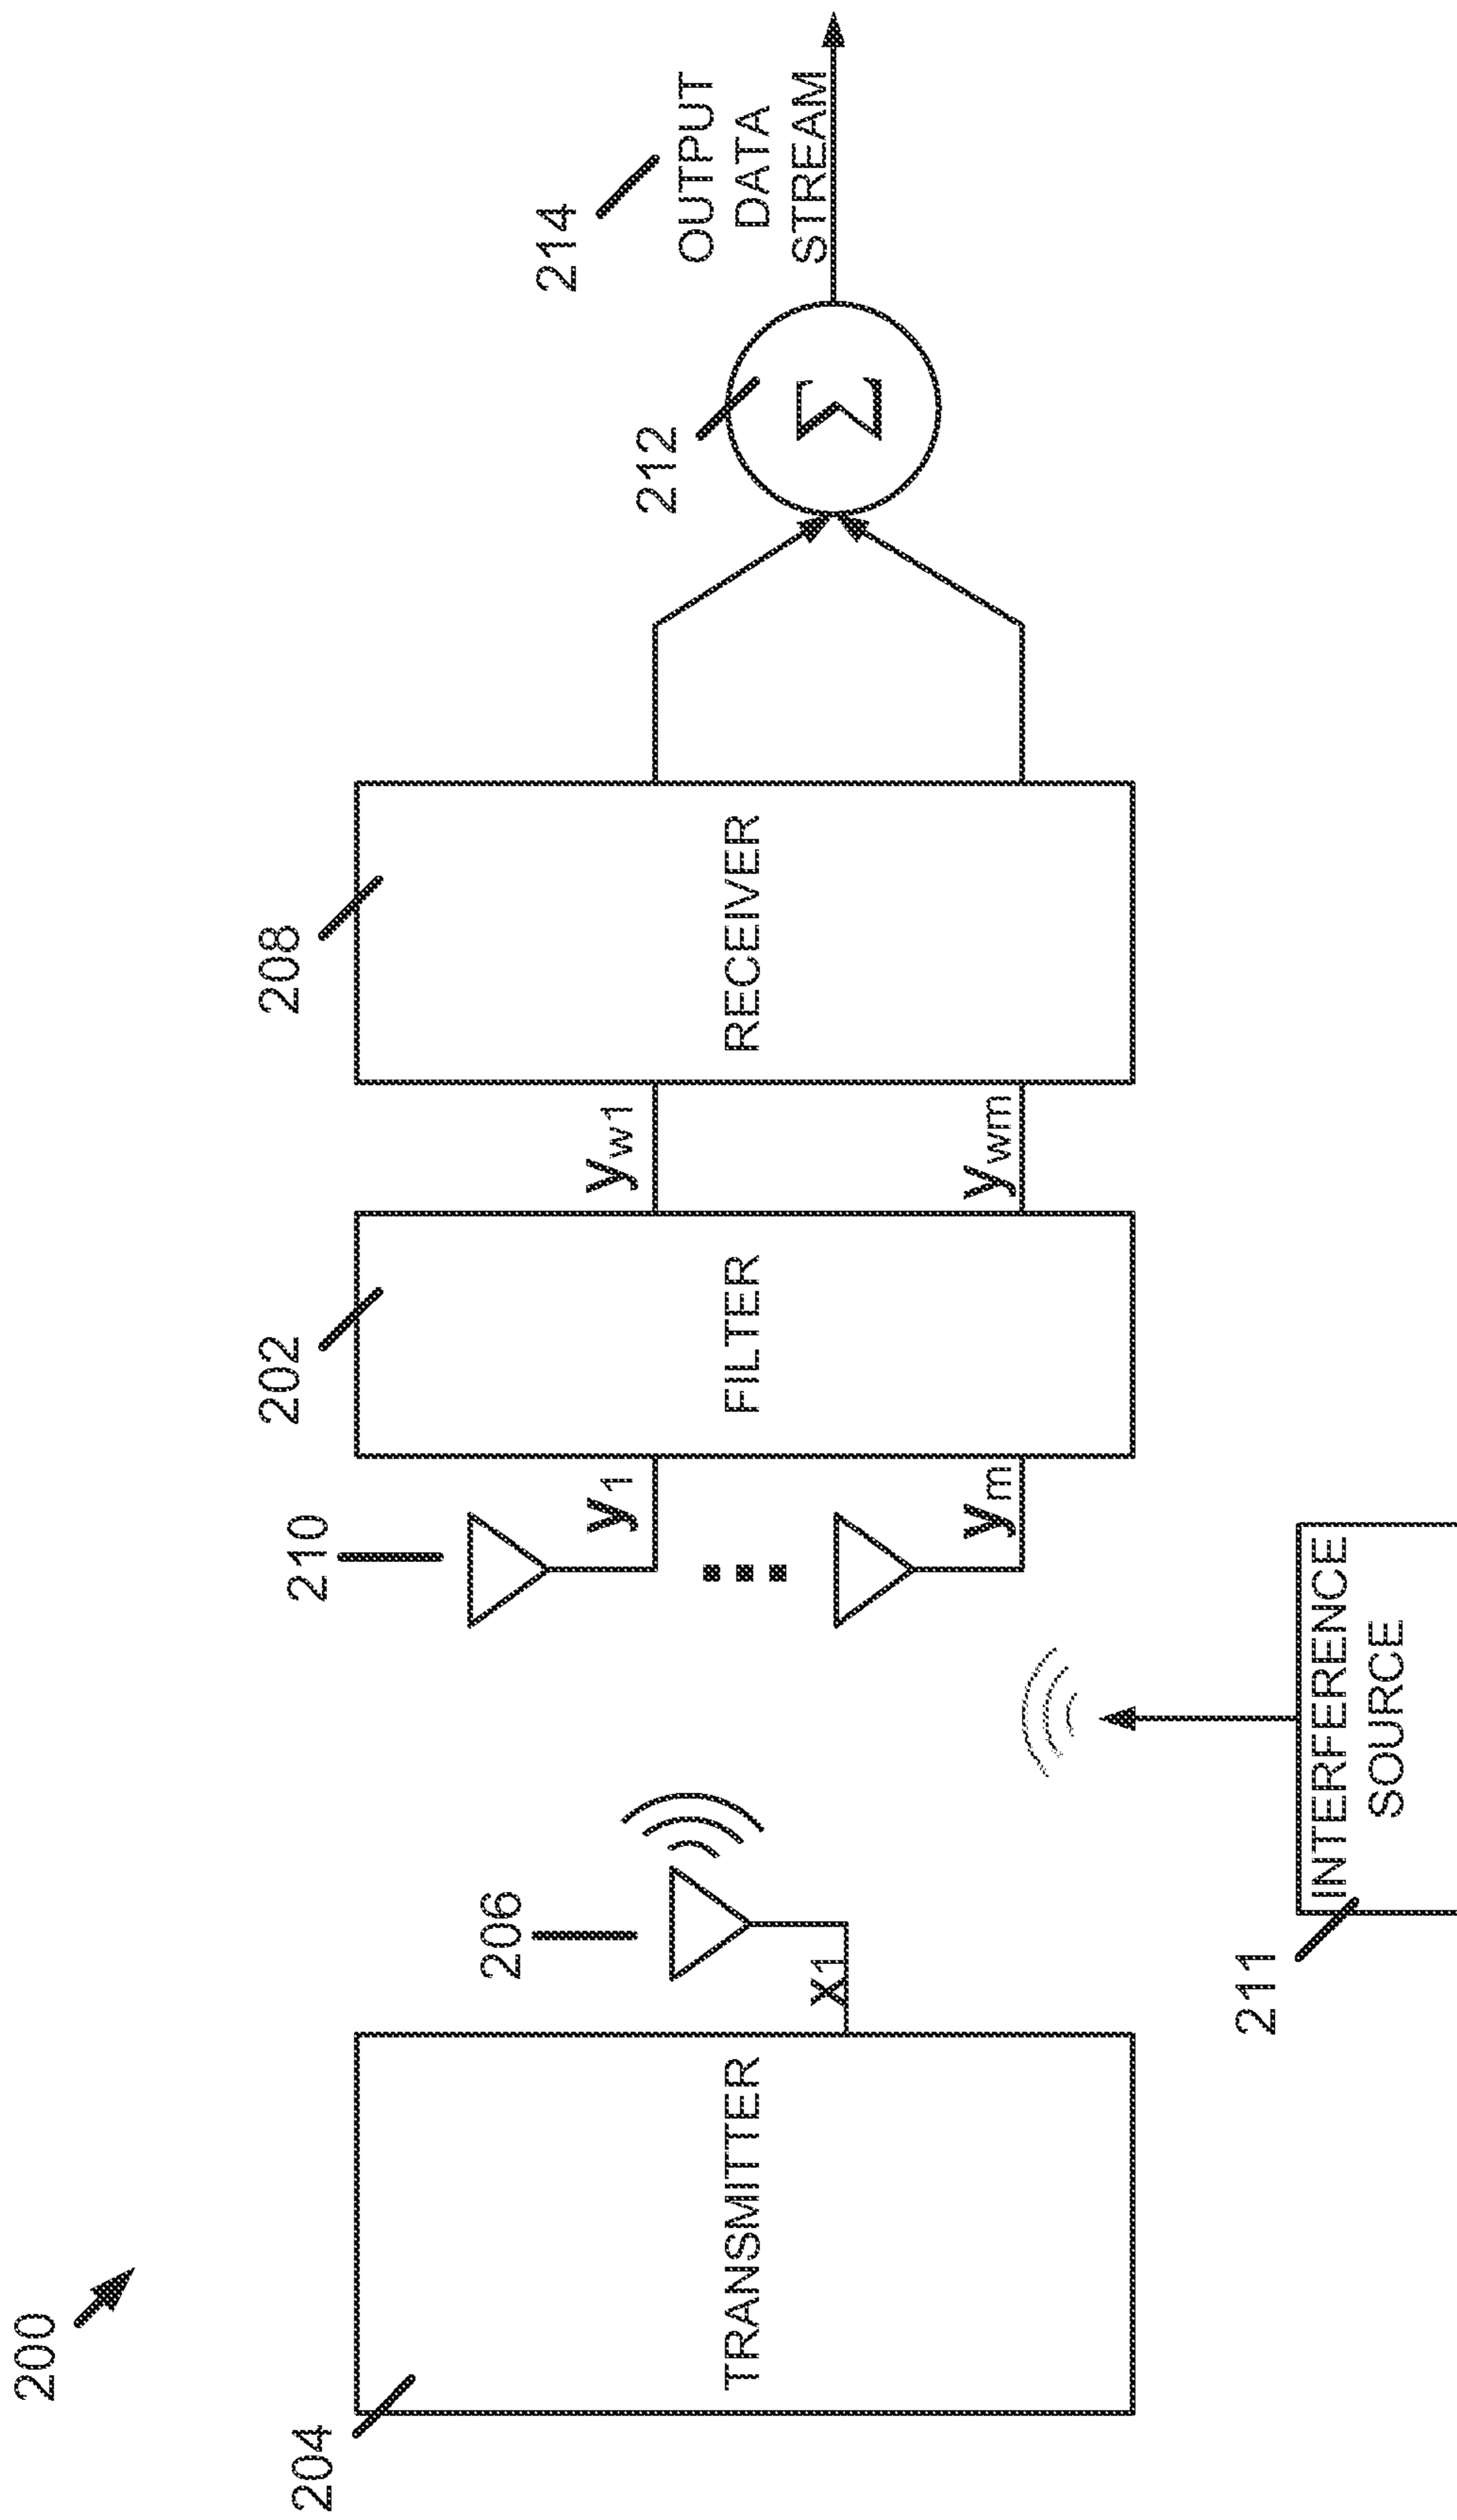 200
204
TRANSMITTER
x1
206
211
INTERFERENCE
SOURCE
210
y1
ym
202
FILTER
yw1
ywm
208
RECEIVER
212
Σ
214
OUTPUT
DATA
STREAM